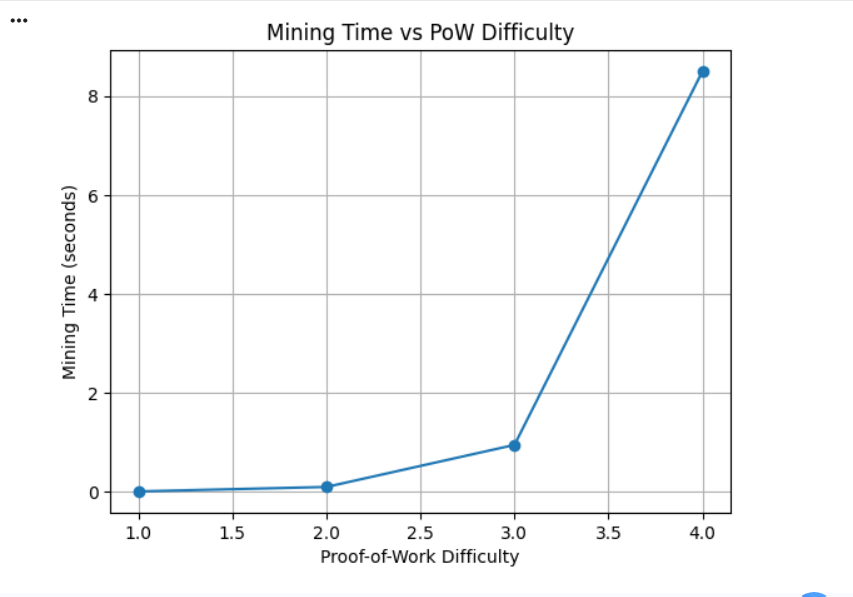 ...
Mining Time vs PoW Difficulty
8
6
4
2
0
Mining Time (seconds)
1.0 1.5 2.0 2.5 3.0 3.5 4.0
Proof-of-Work Difficulty